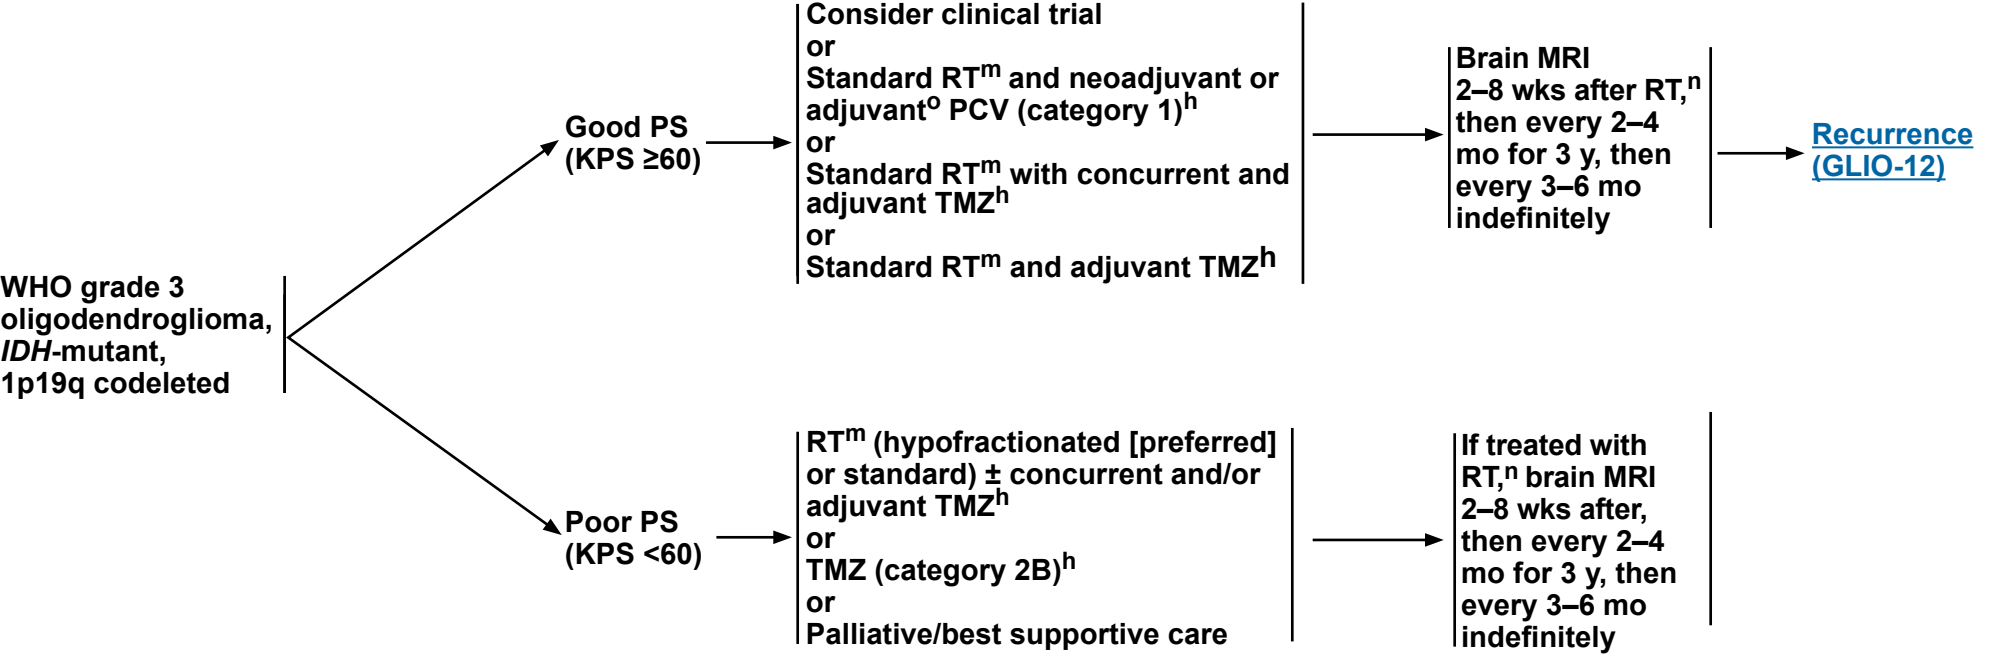 WHO grade 3
oligodendroglioma,
IDH-mutant,
1p19q codeleted
Good PS
(KPS ≥60)
Consider clinical trial
or
Standard RTᵐ and neoadjuvant or
adjuvantᵒ PCV (category 1)ʰ
or
Standard RTᵐ with concurrent and
adjuvant TMZʰ
or
Standard RTᵐ and adjuvant TMZʰ
Brain MRI
2–8 wks after RT,ⁿ
then every 2–4
mo for 3 y, then
every 3–6 mo
indefinitely
Recurrence
(GLIO-12)
Poor PS
(KPS <60)
RTᵐ (hypofractionated [preferred]
or standard) ± concurrent and/or
adjuvant TMZʰ
or
TMZ (category 2B)ʰ
or
Palliative/best supportive care
If treated with
RT,ⁿ brain MRI
2–8 wks after,
then every 2–4
mo for 3 y, then
every 3–6 mo
indefinitely